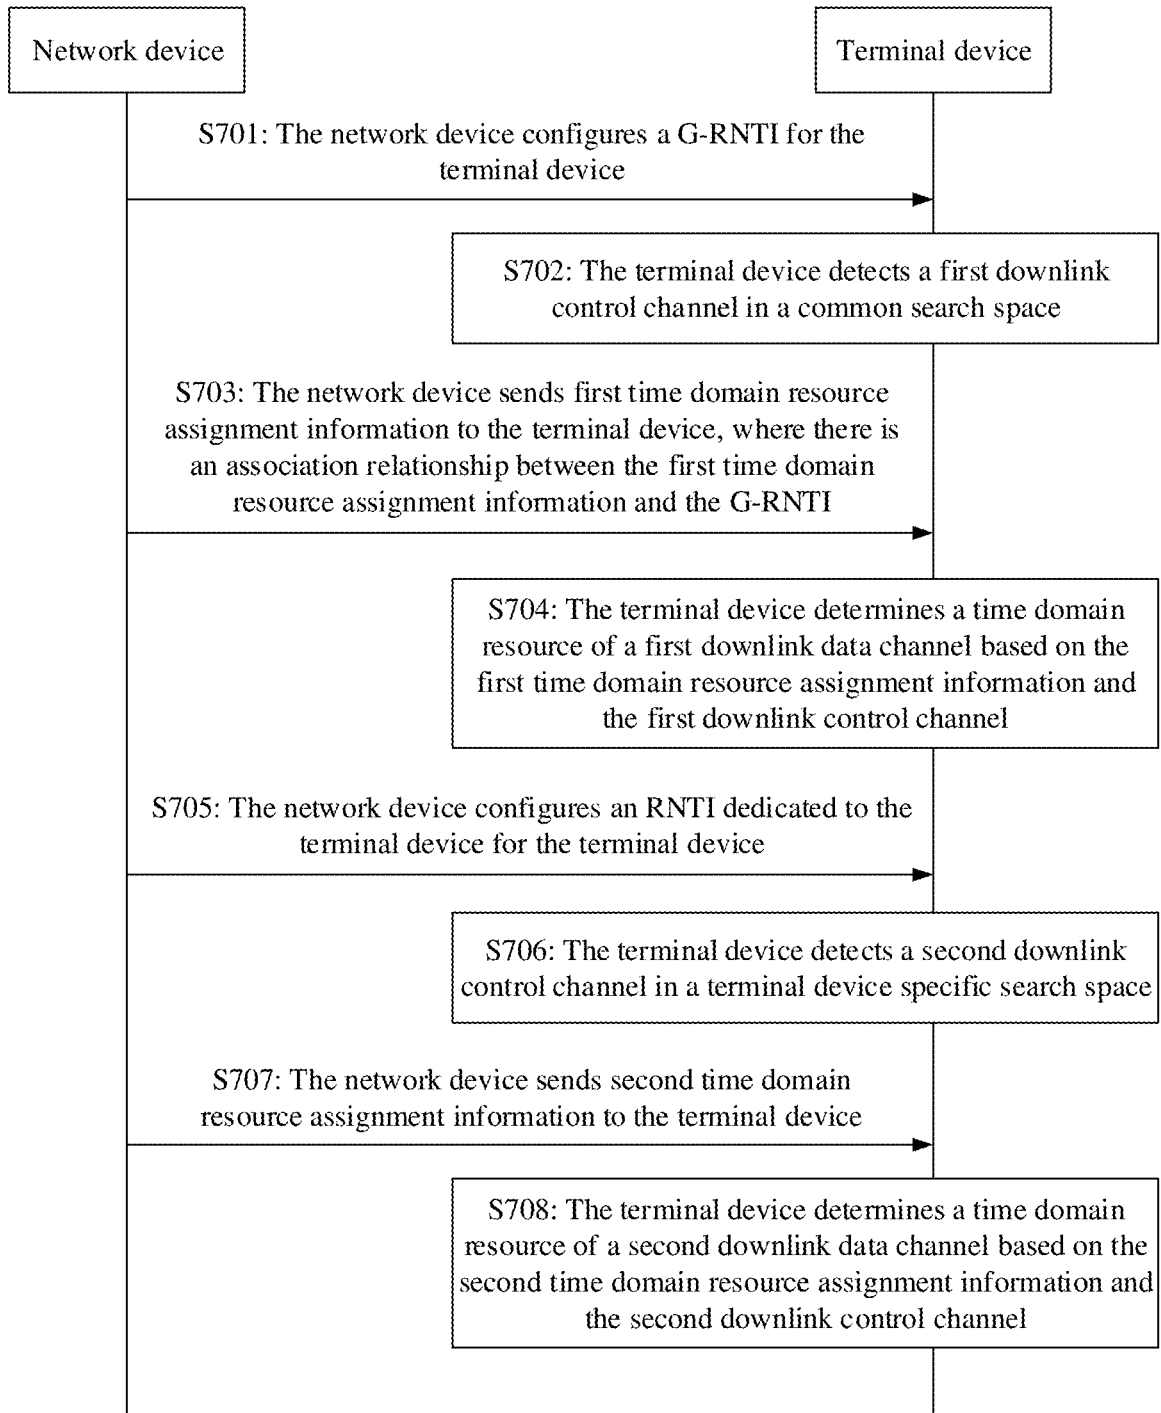 Network device
Terminal device
S701: The network device configures a G-RNTI for the
terminal device
S702: The terminal device detects a first downlink
control channel in a common search space
S703: The network device sends first time domain resource
assignment information to the terminal device, where there is
an association relationship between the first time domain
resource assignment information and the G-RNTI
S704: The terminal device determines a time domain
resource of a first downlink data channel based on the
first time domain resource assignment information and
the first downlink control channel
S705: The network device configures an RNTI dedicated to the
terminal device for the terminal device
S706: The terminal device detects a second downlink
control channel in a terminal device specific search space
S707: The network device sends second time domain
resource assignment information to the terminal device
S708: The terminal device determines a time domain
resource of a second downlink data channel based on the
second time domain resource assignment information and
the second downlink control channel